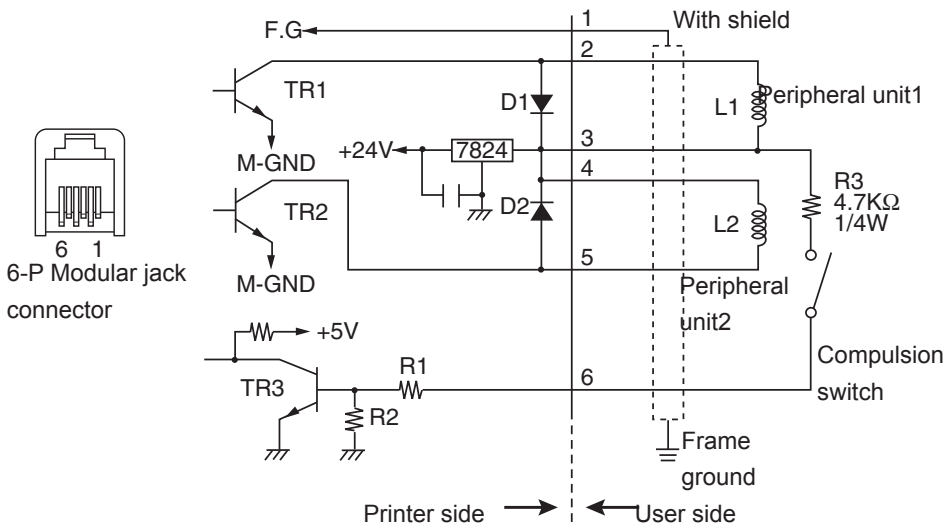 F.G
1
With shield
2
TR1
D1
L1
Peripheral unit1
M-GND
+24V
7824
3
4
R3
4.7KΩ
1/4W
TR2
D2
L2
6 1
6-P Modular jack
connector
M-GND
5
Peripheral
unit2
+5V
Compulsion
switch
TR3
R1
6
R2
Frame
ground
Printer side
User side